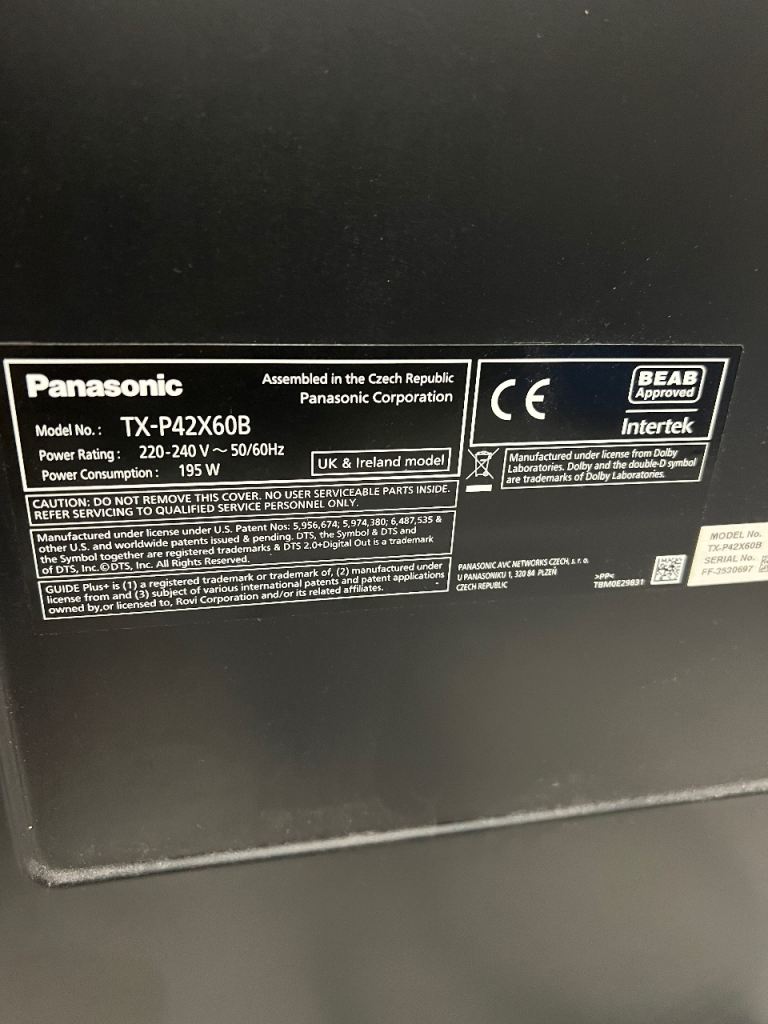 Panasonic
Assembled in the Czech Republic
Panasonic Corporation
Model No. : TX-P42X60B
Power Rating : 220-240 V ~ 50/60Hz
Power Consumption : 195 W
UK & Ireland model
CAUTION: DO NOT REMOVE THIS COVER. NO USER SERVICEABLE PARTS INSIDE.
REFER SERVICING TO QUALIFIED SERVICE PERSONNEL ONLY.
Manufactured under license under U.S. Patent Nos: 5,956,674; 5,974,380; 6,487,535 &
other U.S. and worldwide patents issued & pending. DTS, the Symbol & DTS and
the Symbol together are registered trademarks & DTS 2.0+Digital Out is a trademark
of DTS, Inc. © DTS, Inc. All Rights Reserved.
GUIDE Plus+ is (1) a registered trademark or trademark of, (2) manufactured under
license from and (3) subject of various international patents and patent applications
owned by,or licensed to, Rovi Corporation and/or its related affiliates.
CE
BEAB
Approved
Intertek
Manufactured under license from Dolby
Laboratories. Dolby and the double-D symbol
are trademarks of Dolby Laboratories.
PANASONIC AVC NETWORKS CZECH, s. r. o.
U PANASONIKU 1, 320 84 PLZEŇ
CZECH REPUBLIC
>PP<
TBM0E29831
MODEL No.
TX-P42X60B
SERIAL No.
FF-3530697